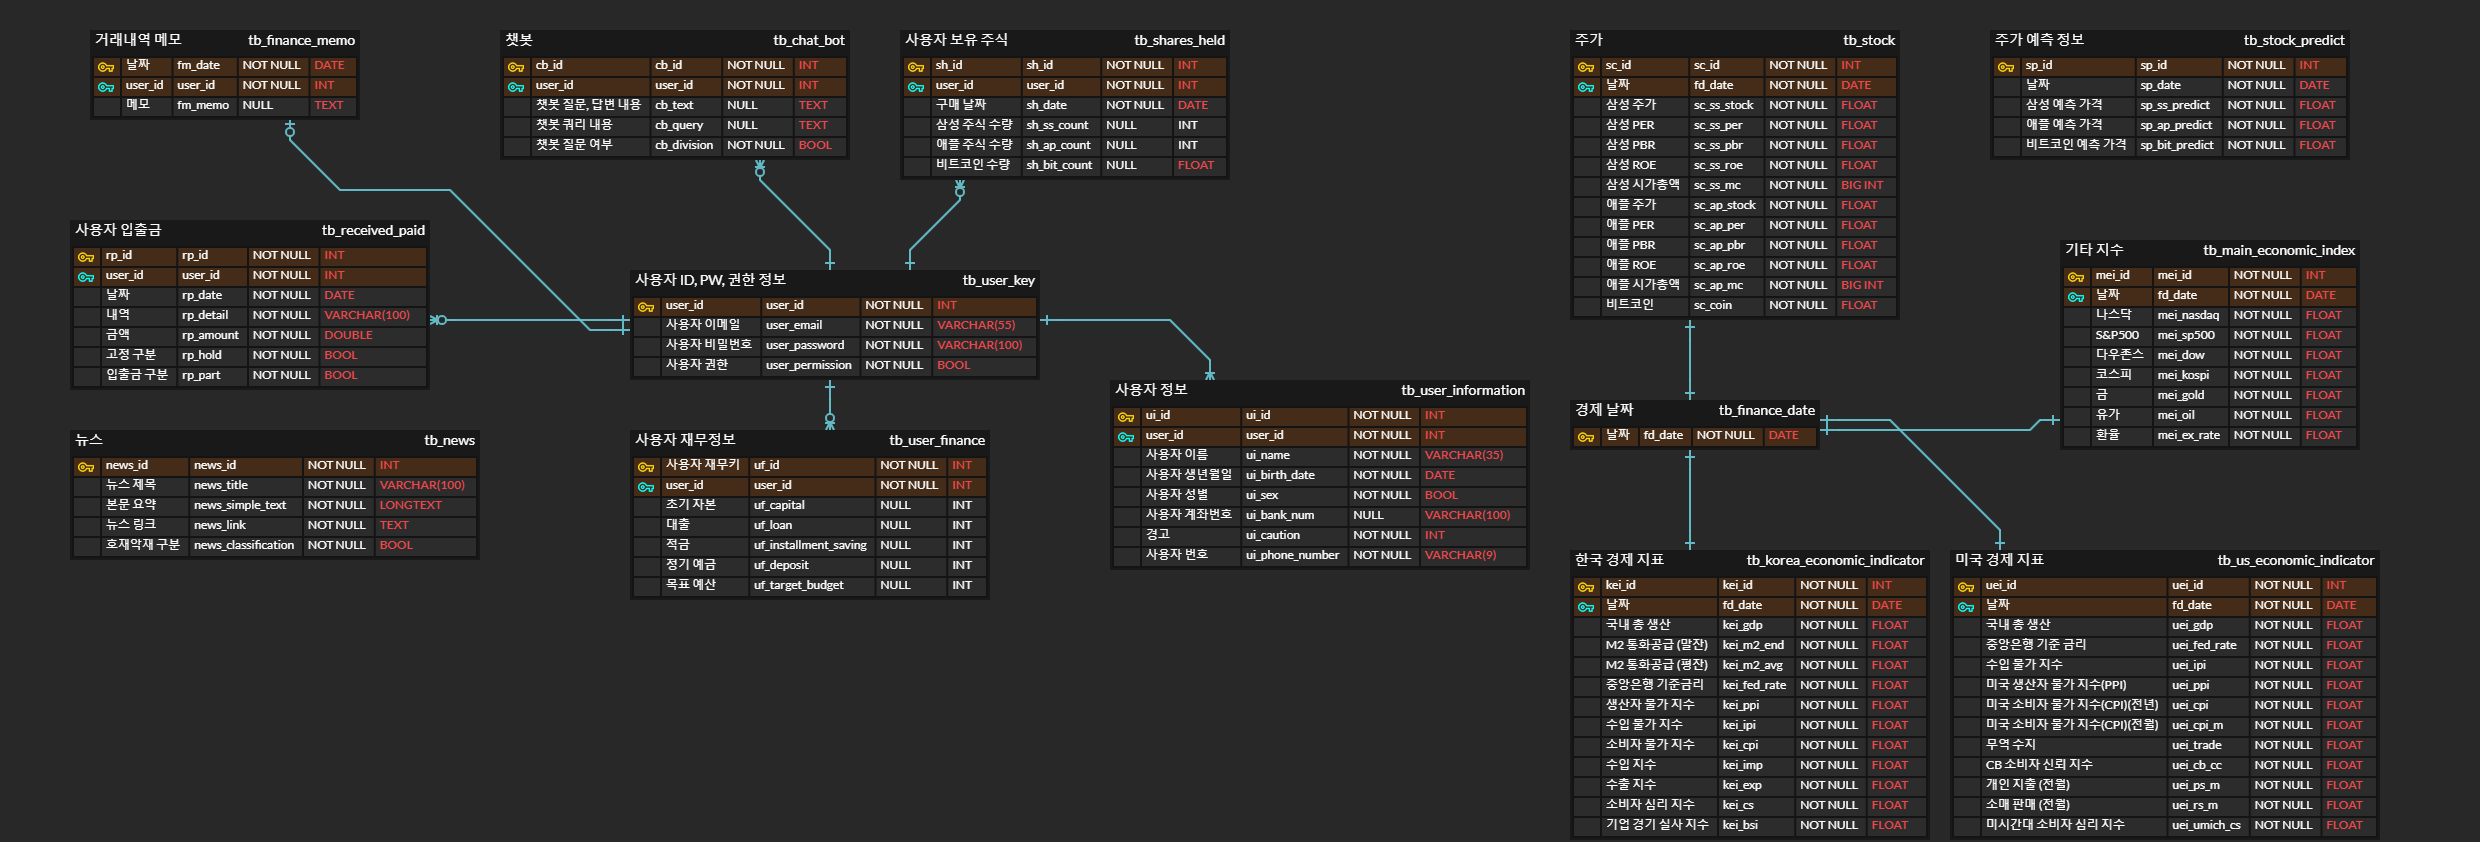 거래내역 메모 tb_finance_memo
날짜 fm_date NOT NULL DATE
user_id user_id NOT NULL INT
메모 fm_memo NULL TEXT
챗봇 tb_chat_bot
cb_id cb_id NOT NULL INT
user_id user_id NOT NULL INT
챗봇 질문, 답변 내용 cb_text NULL TEXT
챗봇 쿼리 내용 cb_query NULL TEXT
챗봇 질문 여부 cb_division NOT NULL BOOL
사용자 보유 주식 tb_shares_held
sh_id sh_id NOT NULL INT
user_id user_id NOT NULL INT
구매 날짜 sh_date NOT NULL DATE
삼성 주식 수량 sh_ss_count NULL INT
애플 주식 수량 sh_ap_count NULL INT
비트코인 수량 sh_bit_count NULL FLOAT
사용자 입출금 tb_received_paid
rp_id rp_id NOT NULL INT
user_id user_id NOT NULL INT
날짜 rp_date NOT NULL DATE
내역 rp_detail NOT NULL VARCHAR(100)
금액 rp_amount NOT NULL DOUBLE
고정 구분 rp_hold NOT NULL BOOL
입출금 구분 rp_part NOT NULL BOOL
사용자 ID, PW, 권한 정보 tb_user_key
user_id user_id NOT NULL INT
사용자 이메일 user_email NOT NULL VARCHAR(55)
사용자 비밀번호 user_password NOT NULL VARCHAR(100)
사용자 권한 user_permission NOT NULL BOOL
뉴스 tb_news
news_id news_id NOT NULL INT
뉴스 제목 news_title NOT NULL VARCHAR(100)
본문 요약 news_simple_text NOT NULL LONGTEXT
뉴스 링크 news_link NOT NULL TEXT
호재악재 구분 news_classification NOT NULL BOOL
사용자 재무정보 tb_user_finance
사용자 재무키 uf_id NOT NULL INT
user_id user_id NOT NULL INT
초기 자본 uf_capital NULL INT
대출 uf_loan NULL INT
적금 uf_installment_saving NULL INT
정기 예금 uf_deposit NULL INT
목표 예산 uf_target_budget NULL INT
사용자 정보 tb_user_information
ui_id ui_id NOT NULL INT
user_id user_id NOT NULL INT
사용자 이름 ui_name NOT NULL VARCHAR(35)
사용자 생년월일 ui_birth_date NOT NULL DATE
사용자 성별 ui_sex NOT NULL BOOL
사용자 계좌번호 ui_bank_num NULL VARCHAR(100)
경고 ui_caution NOT NULL INT
사용자 번호 ui_phone_number NOT NULL VARCHAR(9)
주가 tb_stock
sc_id sc_id NOT NULL INT
날짜 fd_date NOT NULL DATE
삼성 주가 sc_ss_stock NOT NULL FLOAT
삼성 PER sc_ss_per NOT NULL FLOAT
삼성 PBR sc_ss_pbr NOT NULL FLOAT
삼성 ROE sc_ss_roe NOT NULL FLOAT
삼성 시가총액 sc_ss_mc NOT NULL BIG INT
애플 주가 sc_ap_stock NOT NULL FLOAT
애플 PER sc_ap_per NOT NULL FLOAT
애플 PBR sc_ap_pbr NOT NULL FLOAT
애플 ROE sc_ap_roe NOT NULL FLOAT
애플 시가총액 sc_ap_mc NOT NULL BIG INT
비트코인 sc_coin NOT NULL FLOAT
주가 예측 정보 tb_stock_predict
sp_id sp_id NOT NULL INT
날짜 sp_date NOT NULL DATE
삼성 예측 가격 sp_ss_predict NOT NULL FLOAT
애플 예측 가격 sp_ap_predict NOT NULL FLOAT
비트코인 예측 가격 sp_bit_predict NOT NULL FLOAT
기타 지수 tb_main_economic_index
mei_id mei_id NOT NULL INT
날짜 fd_date NOT NULL DATE
나스닥 mei_nasdaq NOT NULL FLOAT
S&P500 mei_sp500 NOT NULL FLOAT
다우존스 mei_dow NOT NULL FLOAT
코스피 mei_kospi NOT NULL FLOAT
금 mei_gold NOT NULL FLOAT
유가 mei_oil NOT NULL FLOAT
환율 mei_ex_rate NOT NULL FLOAT
경제 날짜 tb_finance_date
날짜 fd_date NOT NULL DATE
한국 경제 지표 tb_korea_economic_indicator
kei_id kei_id NOT NULL INT
날짜 fd_date NOT NULL DATE
국내 총 생산 kei_gdp NOT NULL FLOAT
M2 통화공급 (말잔) kei_m2_end NOT NULL FLOAT
M2 통화공급 (평잔) kei_m2_avg NOT NULL FLOAT
중앙은행 기준금리 kei_fed_rate NOT NULL FLOAT
생산자 물가 지수 kei_ppi NOT NULL FLOAT
수입 물가 지수 kei_ipi NOT NULL FLOAT
소비자 물가 지수 kei_cpi NOT NULL FLOAT
수입 지수 kei_imp NOT NULL FLOAT
수출 지수 kei_exp NOT NULL FLOAT
소비자 심리 지수 kei_cs NOT NULL FLOAT
기업 경기 실사 지수 kei_bsi NOT NULL FLOAT
미국 경제 지표 tb_us_economic_indicator
uei_id uei_id NOT NULL INT
날짜 fd_date NOT NULL DATE
국내 총 생산 uei_gdp NOT NULL FLOAT
중앙은행 기준 금리 uei_fed_rate NOT NULL FLOAT
수입 물가 지수 uei_ipi NOT NULL FLOAT
미국 생산자 물가 지수(PPI) uei_ppi NOT NULL FLOAT
미국 소비자 물가 지수(CPI)(전년) uei_cpi NOT NULL FLOAT
미국 소비자 물가 지수(CPI)(전월) uei_cpi_m NOT NULL FLOAT
무역 수지 uei_trade NOT NULL FLOAT
CB 소비자 신뢰 지수 uei_cb_cc NOT NULL FLOAT
개인 지출 (전월) uei_ps_m NOT NULL FLOAT
소매 판매 (전월) uei_rs_m NOT NULL FLOAT
미시간대 소비자 심리 지수 uei_umich_cs NOT NULL FLOAT